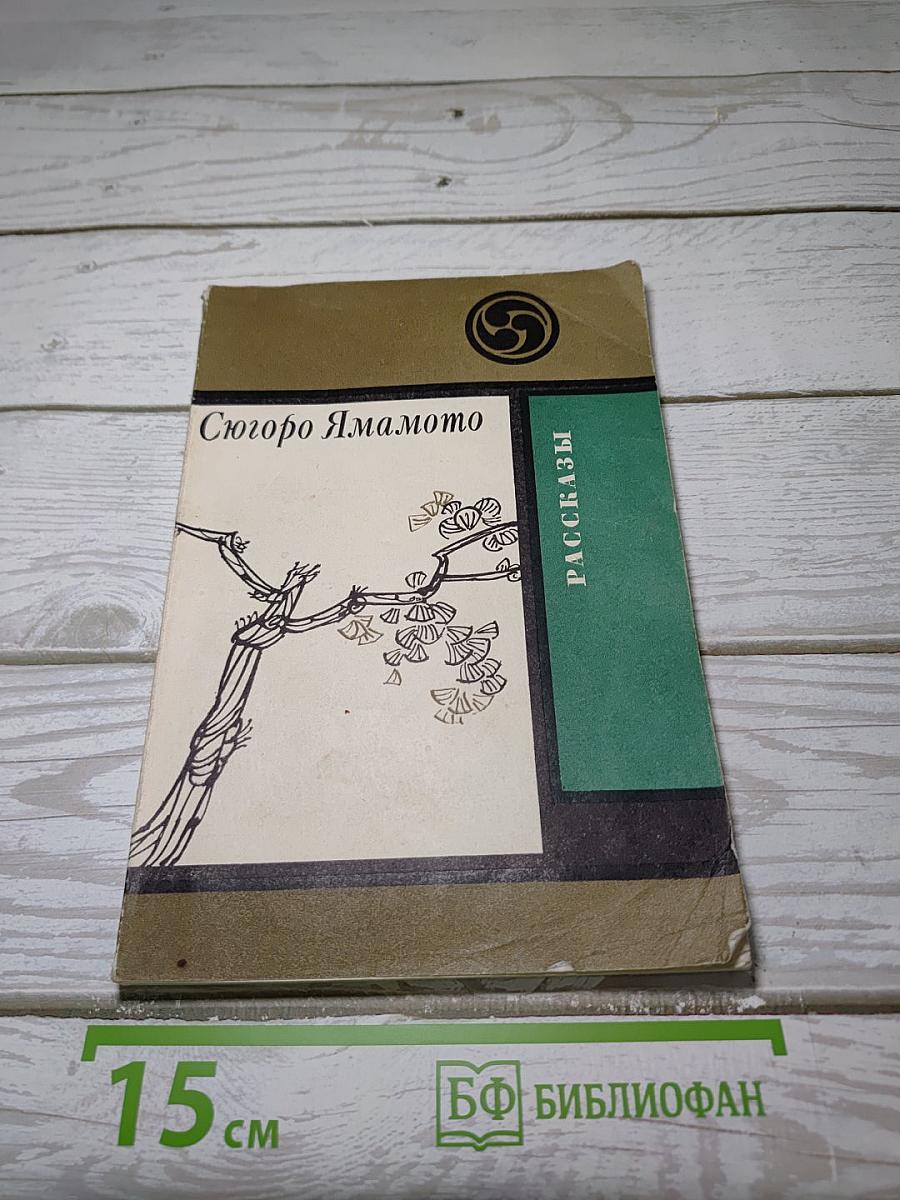 Сюгоро Ямамото
РАССКАЗЫ
15 см
БФ БИБЛИОФАН